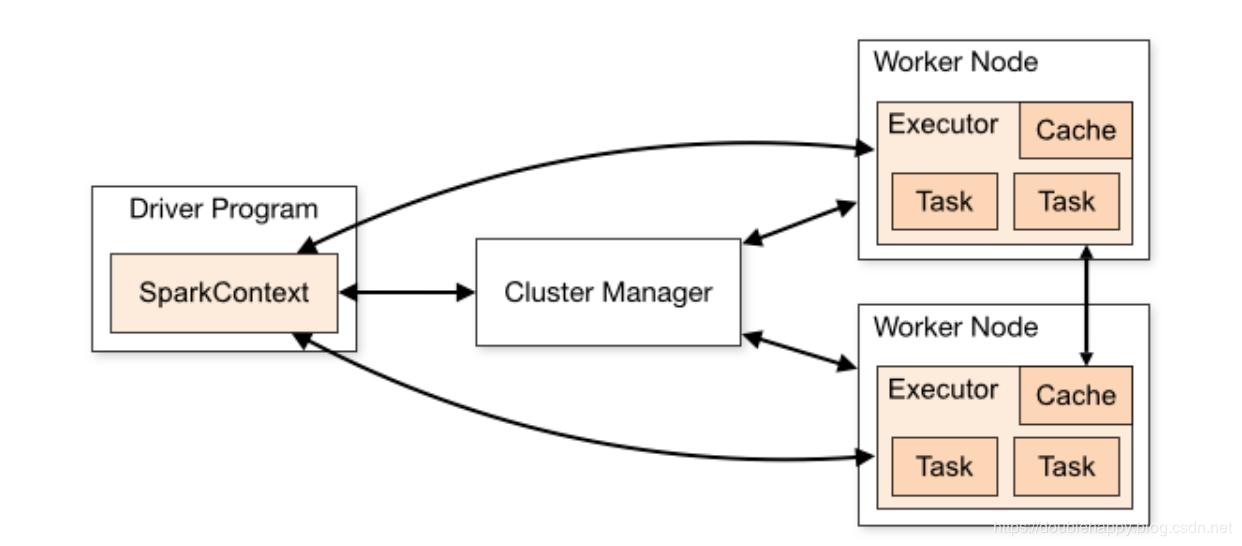 Worker Node
Executor
Cache
Task
Task
Driver Program
SparkContext
Cluster Manager
Worker Node
Executor
Cache
Task
Task
https://doublehappy.blog.csdn.net